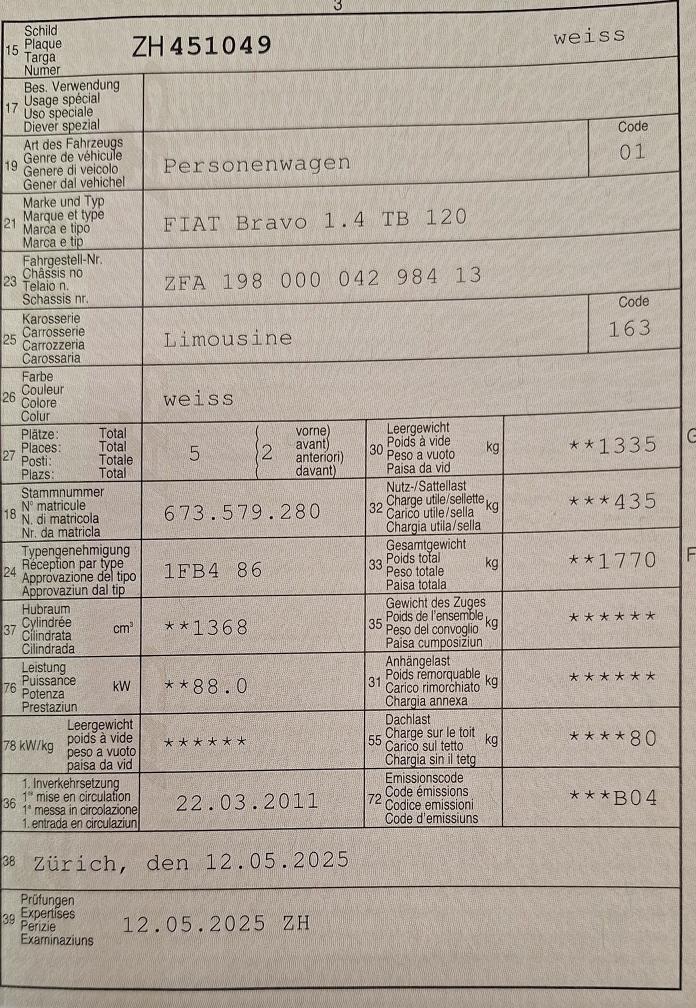 3
15 Schild
Plaque
Targa
Numer
ZH 451049 weiss
17 Bes. Verwendung
Usage spécial
Uso speciale
Diever spezial
19 Art des Fahrzeugs
Genre de véhicule
Genere di veicolo
Gener dal vehichel
Personenwagen
Code
01
21 Marke und Typ
Marque et type
Marca e tipo
Marca e tip
FIAT Bravo 1.4 TB 120
23 Fahrgestell-Nr.
Châssis no
Telaio n.
Schassis nr.
ZFA 198 000 042 984 13
25 Karosserie
Carrosserie
Carrozzeria
Carossaria
Limousine
Code
163
26 Farbe
Couleur
Colore
Colur
weiss
27 Plätze: Total
Places: Total
Posti: Totale
Plazs: Total
5 2
vorne)
avant)
anteriori)
davant)
30 Leergewicht
Poids à vide
Peso a vuoto
Paisa da vid
kg
**1335
G
18 Stammnummer
N° matricule
N. di matricola
Nr. da matricla
673.579.280
32 Nutz-/Sattellast
Charge utile/sellette
Carico utile/sella
Chargia utila/sella
kg
***435
24 Typengenehmigung
Réception par type
Approvazione del tipo
Approvaziun dal tip
1FB4 86
33 Gesamtgewicht
Poids total
Peso totale
Paisa totala
kg
**1770
F
37 Hubraum
Cylindrée
Cilindrata
Cilindrada
cm³
**1368
35 Gewicht des Zuges
Poids de l'ensemble
Peso del convoglio
Paisa cumposiziun
kg
******
76 Leistung
Puissance
Potenza
Prestaziun
kW
**88.0
31 Anhängelast
Poids remorquable
Carico rimorchiato
Chargia annexa
kg
******
78 kW/kg
Leergewicht
poids à vide
peso a vuoto
paisa da vid
******
55 Dachlast
Charge sur le toit
Carico sul tetto
Chargia sin il tetg
kg
****80
36 1. Inverkehrsetzung
1re mise en circulation
1a messa in circolazione
1. entrada en circulaziun
22.03.2011
72 Emissionscode
Code émissions
Codice emissioni
Code d'emissiuns
***B04
38 Zürich, den 12.05.2025
39 Prüfungen
Expertises
Perizie
Examinaziuns
12.05.2025 ZH